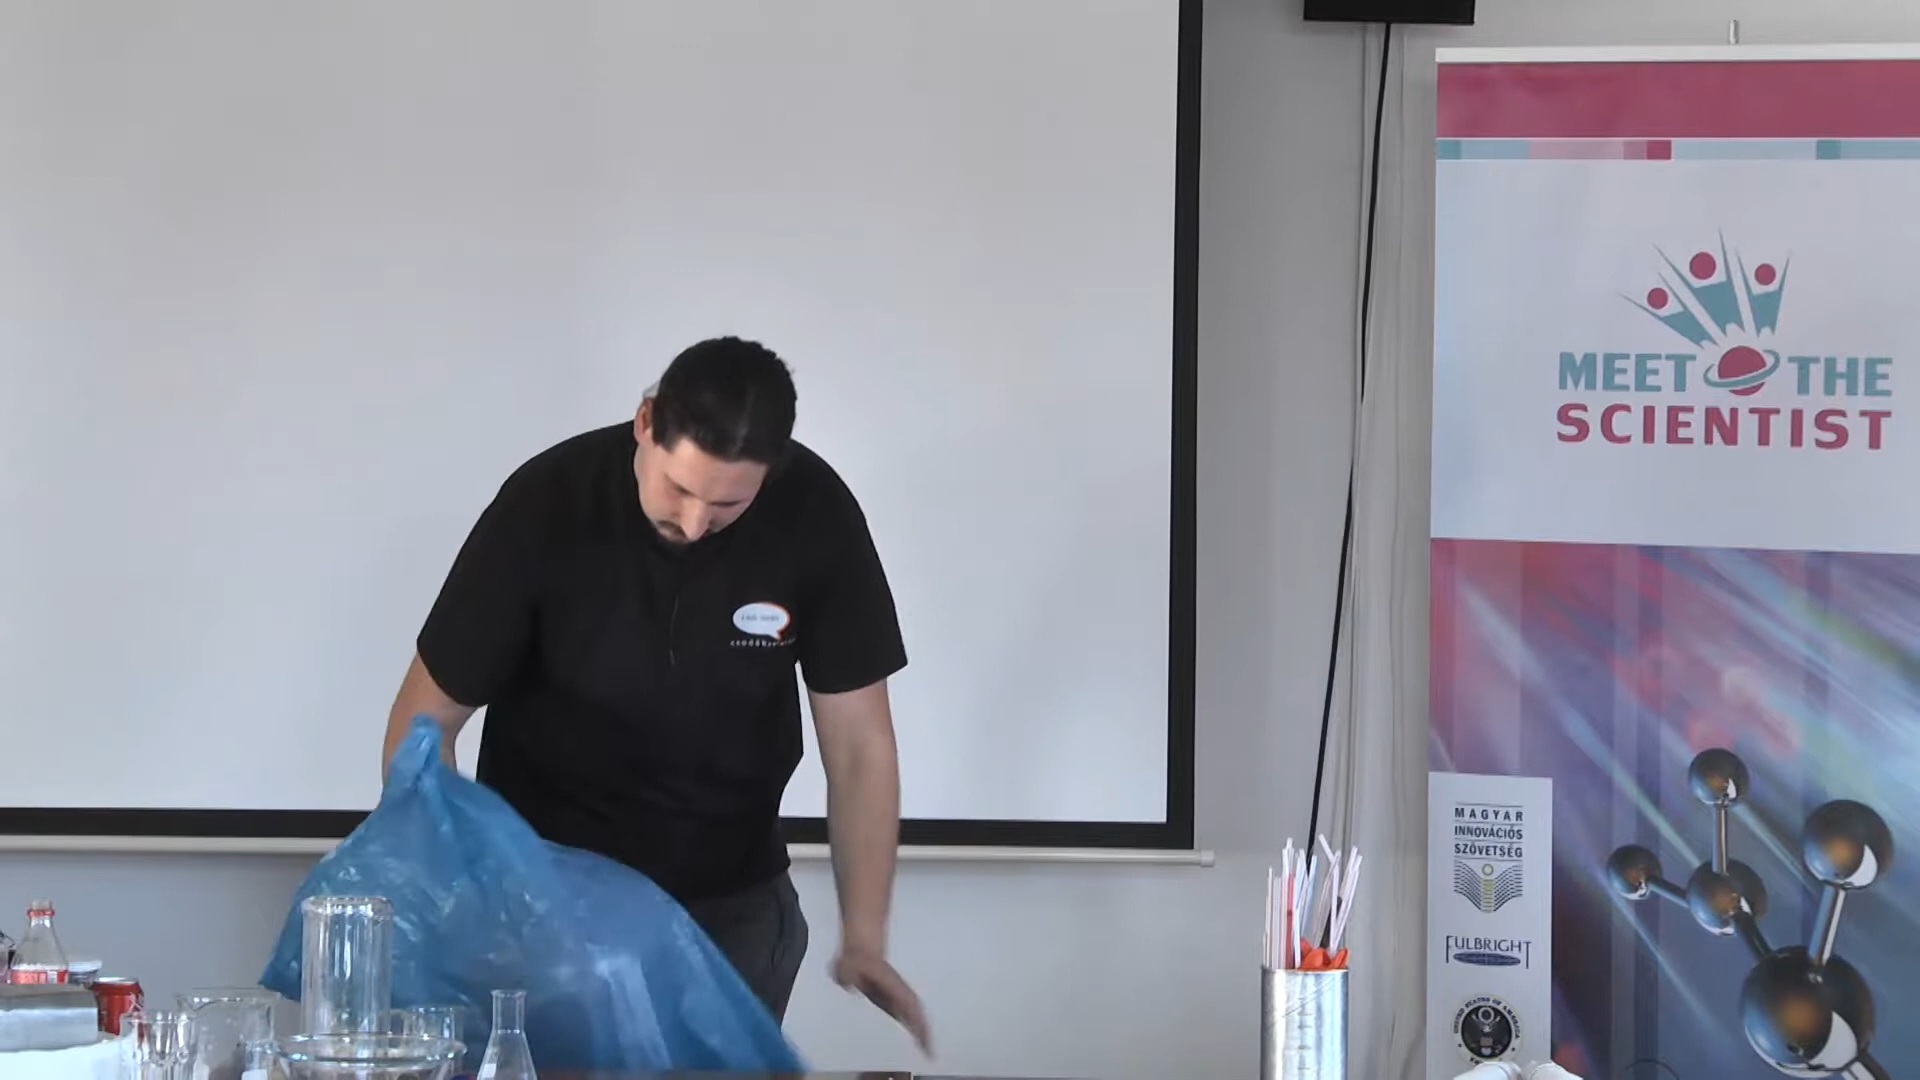 MEET THE
SCIENTIST
MAGYAR
INNOVÁCIÓS
SZÖVETSÉG
FULBRIGHT